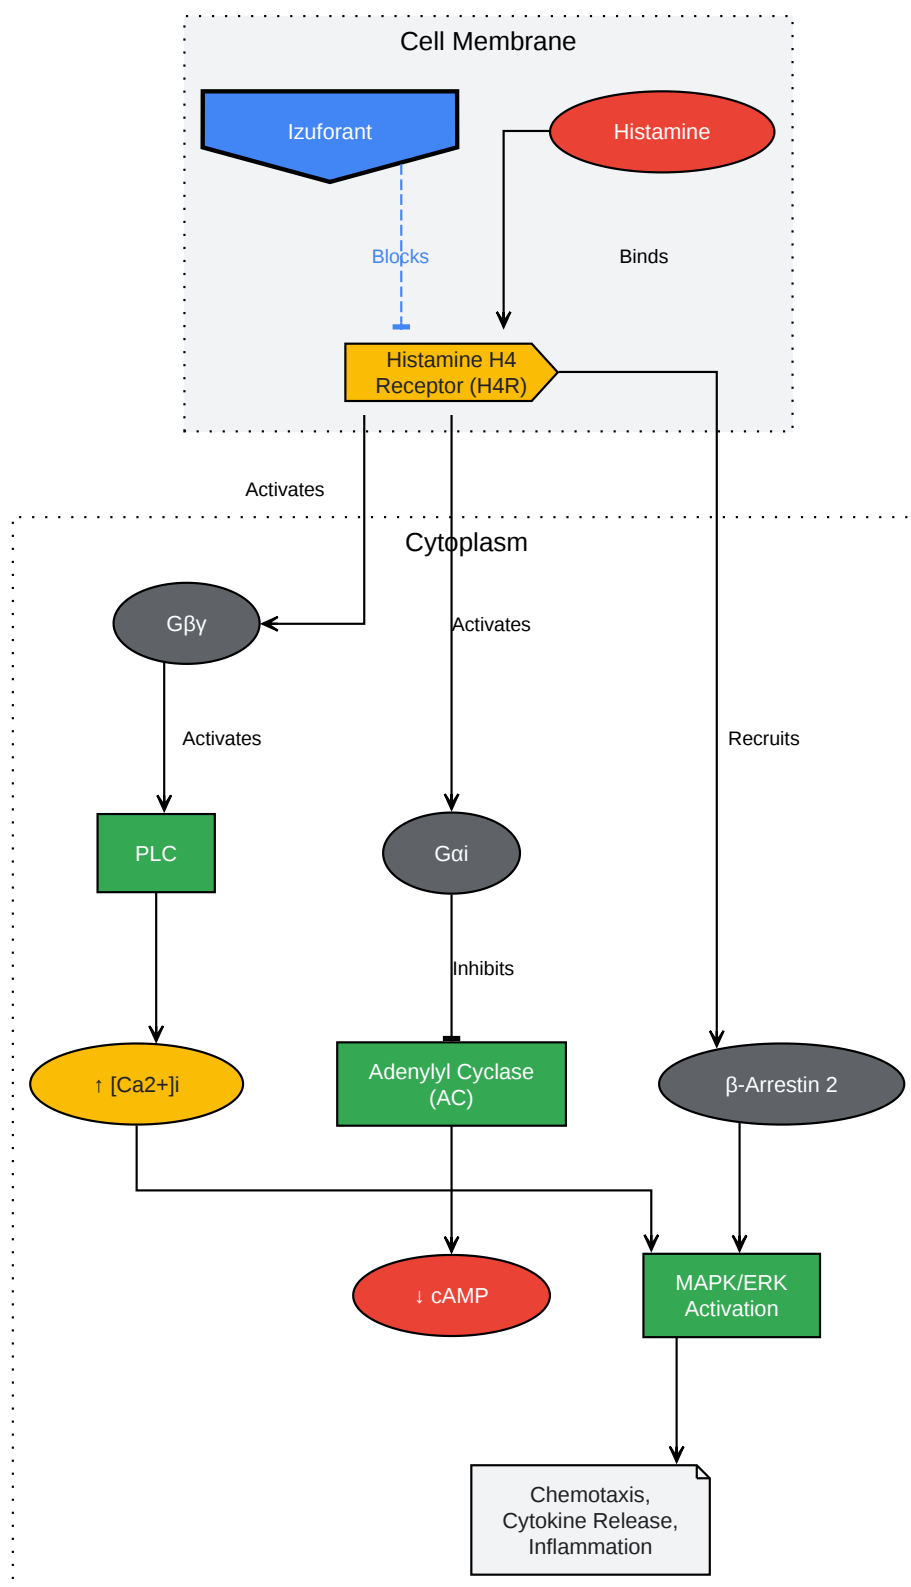 Cell Membrane
Izuforant
Histamine
Blocks
Binds
Histamine H4
Receptor (H4R)
Activates
Cytoplasm
Gβγ
Activates
Activates
Recruits
PLC
Gαi
Inhibits
↑ [Ca2+]i
Adenylyl Cyclase
(AC)
β-Arrestin 2
↓ cAMP
MAPK/ERK
Activation
Chemotaxis,
Cytokine Release,
Inflammation